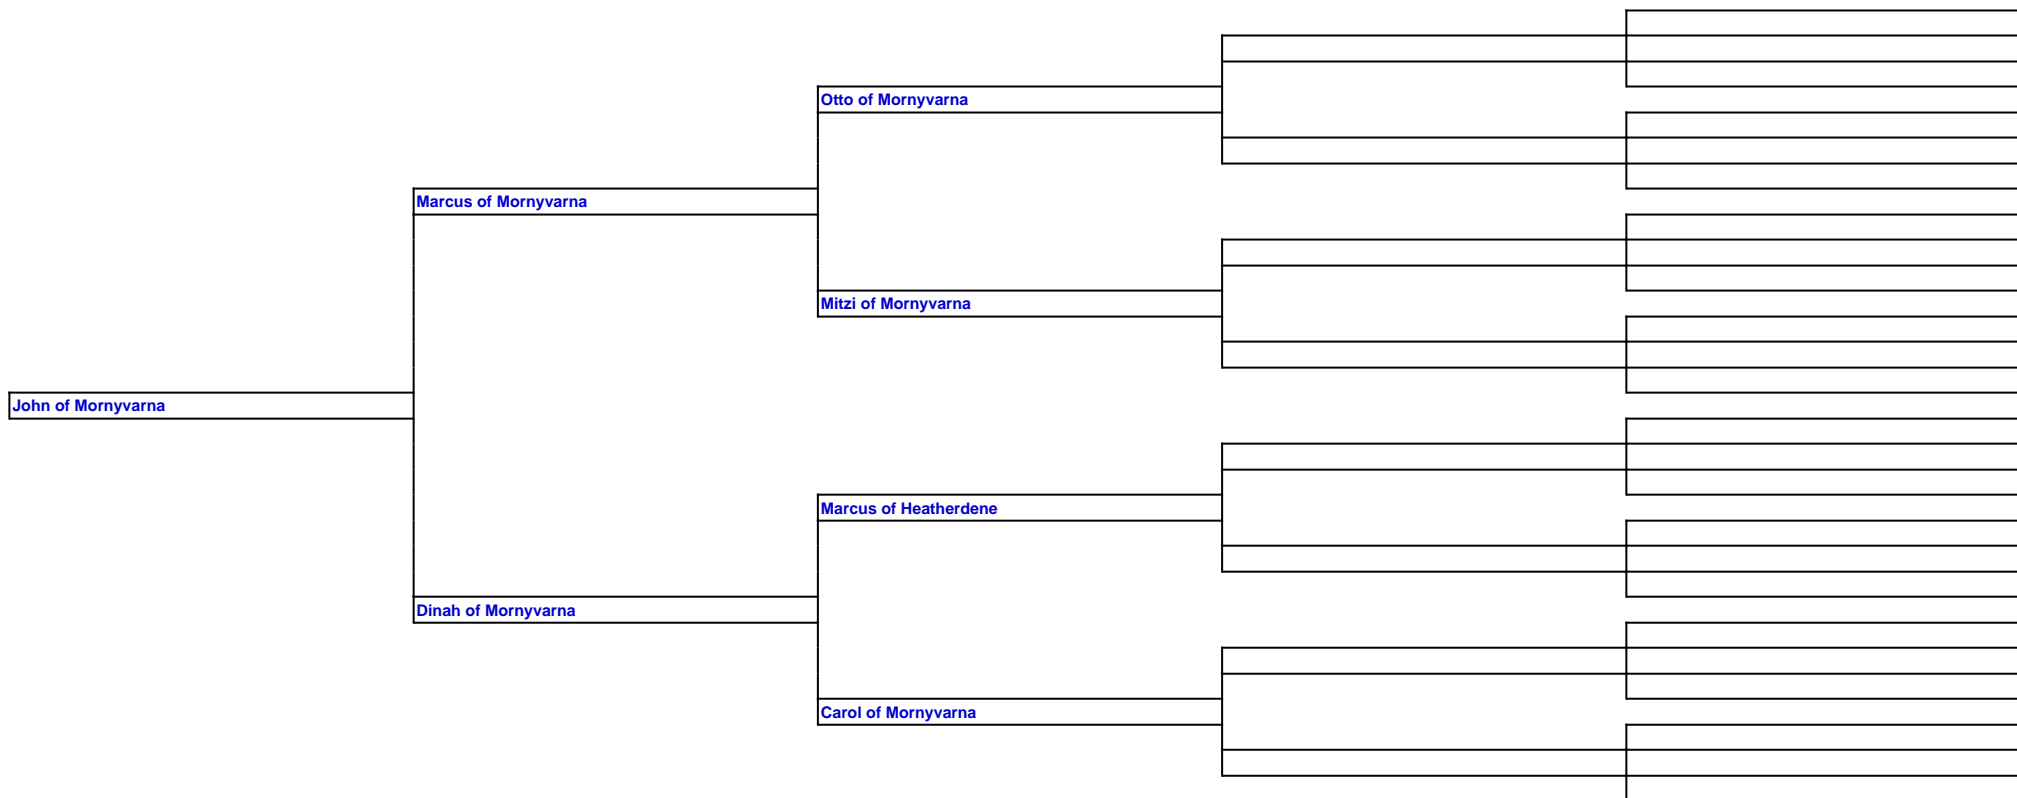 Otto of Mornyvarna
Marcus of Mornyvarna
Mitzi of Mornyvarna
John of Mornyvarna
Marcus of Heatherdene
Dinah of Mornyvarna
Carol of Mornyvarna